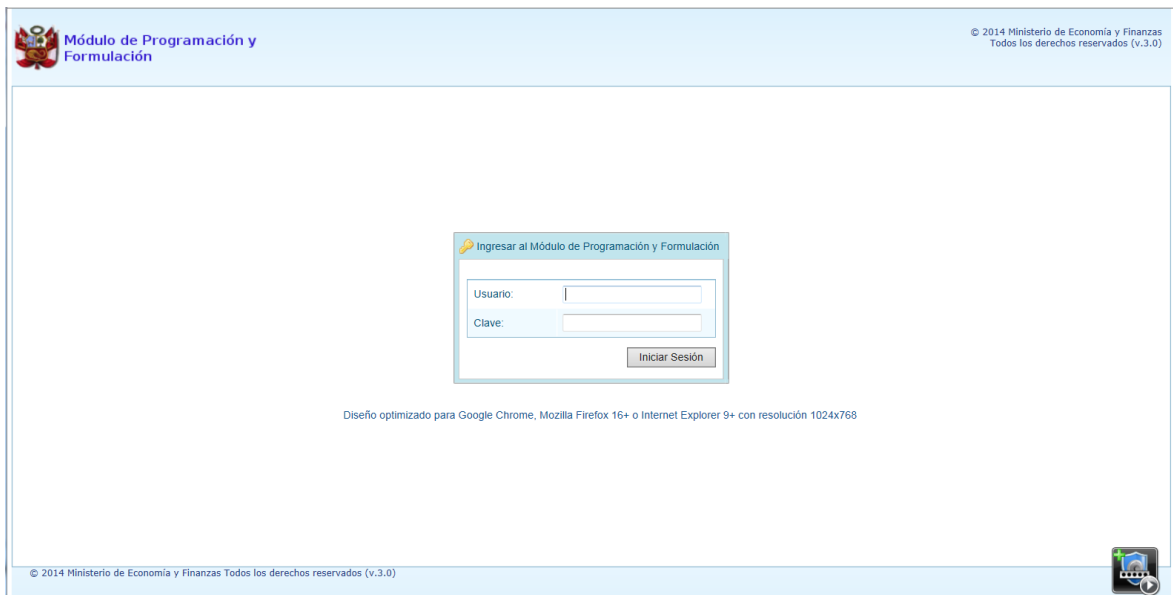 Módulo de Programación y
Formulación
© 2014 Ministerio de Economía y Finanzas
Todos los derechos reservados (v.3.0)
Ingresar al Módulo de Programación y Formulación
Usuario:
Clave:
Iniciar Sesión
Diseño optimizado para Google Chrome, Mozilla Firefox 16+ o Internet Explorer 9+ con resolución 1024x768
© 2014 Ministerio de Economía y Finanzas Todos los derechos reservados (v.3.0)